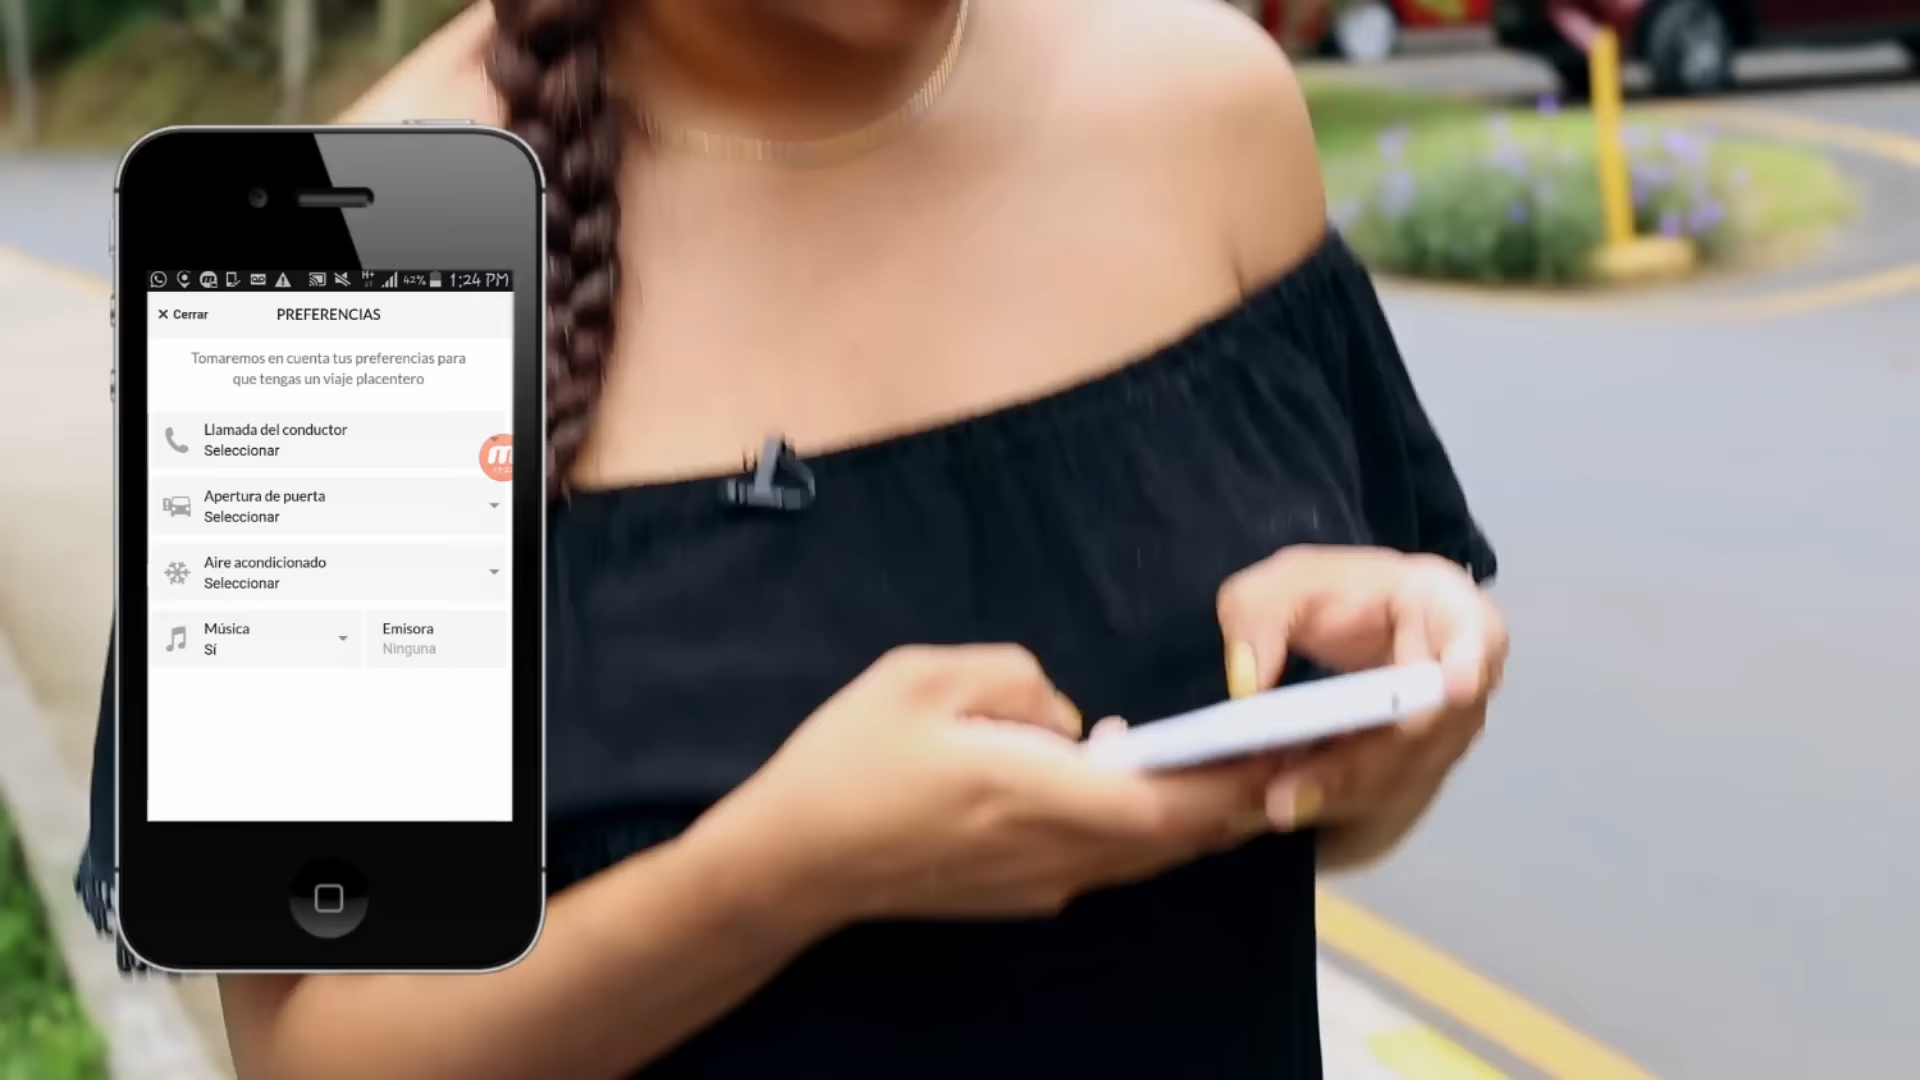 H+
42%
1:24 PM
Cerrar
PREFERENCIAS
Tomaremos en cuenta tus preferencias para
que tengas un viaje placentero
Llamada del conductor
Seleccionar
Apertura de puerta
Seleccionar
Aire acondicionado
Seleccionar
Música
Sí
Emisora
Ninguna